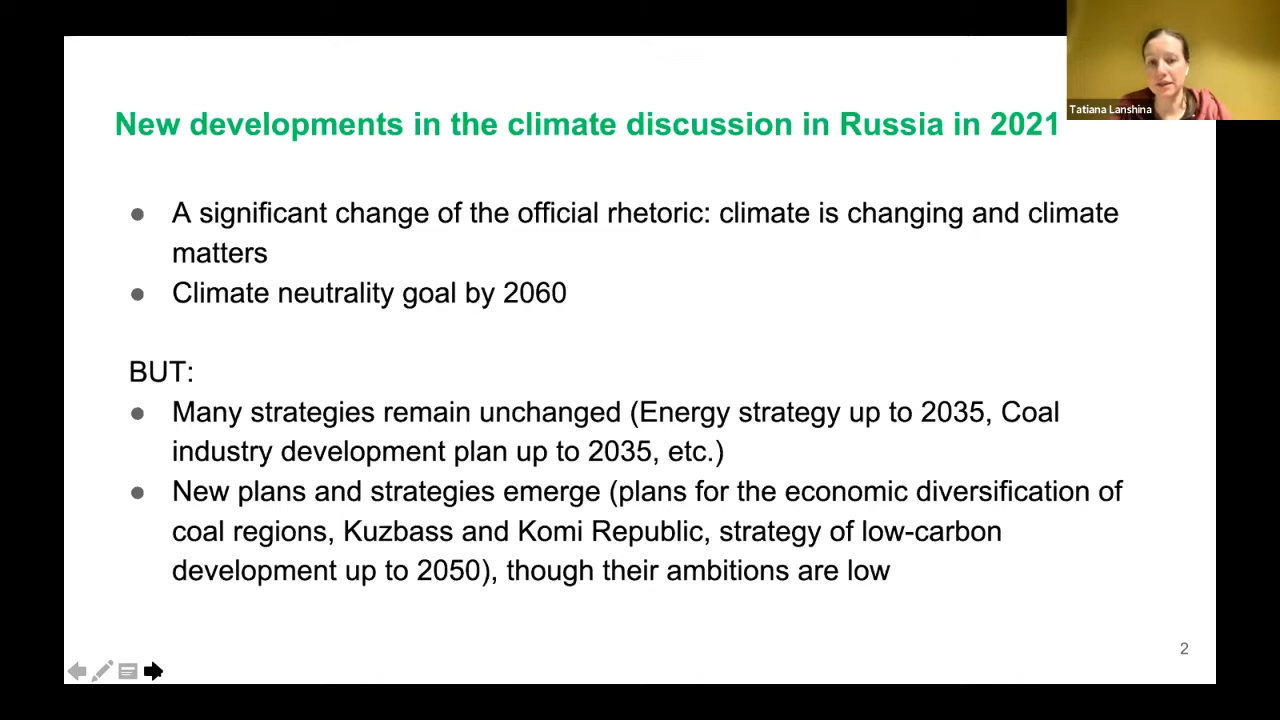 Tatiana Lanshina
New developments in the climate discussion in Russia in 2021
● A significant change of the official rhetoric: climate is changing and climate
matters
● Climate neutrality goal by 2060
BUT:
● Many strategies remain unchanged (Energy strategy up to 2035, Coal
industry development plan up to 2035, etc.)
● New plans and strategies emerge (plans for the economic diversification of
coal regions, Kuzbass and Komi Republic, strategy of low-carbon
development up to 2050), though their ambitions are low
2